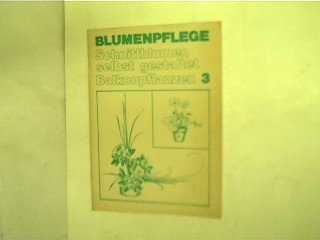 BLUMENPFLEGE
Schnittblumen
selbst gestaltet
Balkonpflanzen 3